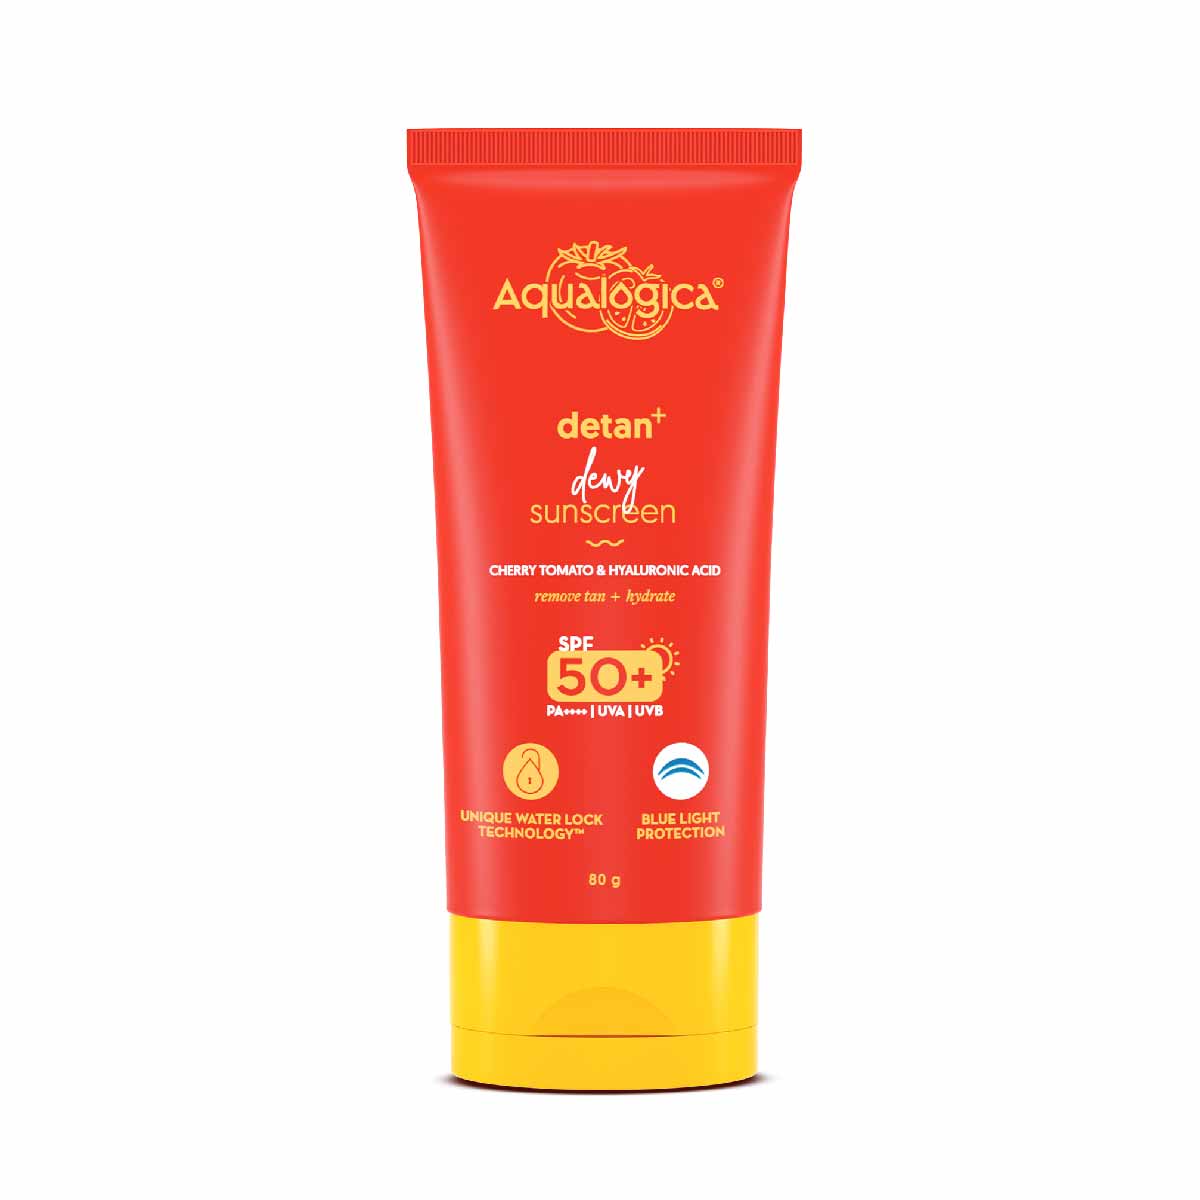 Aqualogica®
detan+
dewy
sunscreen
CHERRY TOMATO & HYALURONIC ACID
remove tan + hydrate
SPF
50+
PA++++ | UVA | UVB
UNIQUE WATER LOCK
TECHNOLOGY™
BLUE LIGHT
PROTECTION
80 g